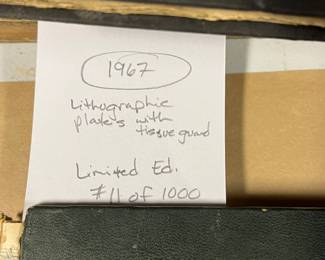 1967
Lithographic
plates with
tissue guard
Limited Ed.
#11 of 1000